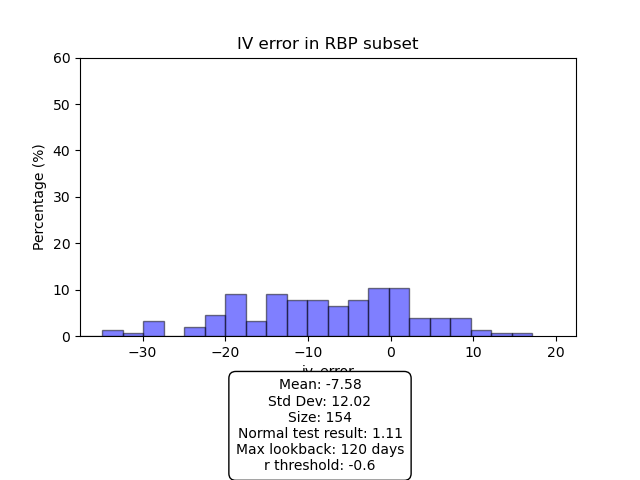 IV error in RBP subset
60
50
40
30
20
10
0
Percentage (%)
−30
−20
−10
0
10
20
iv_error
Mean: -7.58
Std Dev: 12.02
Size: 154
Normal test result: 1.11
Max lookback: 120 days
r threshold: -0.6